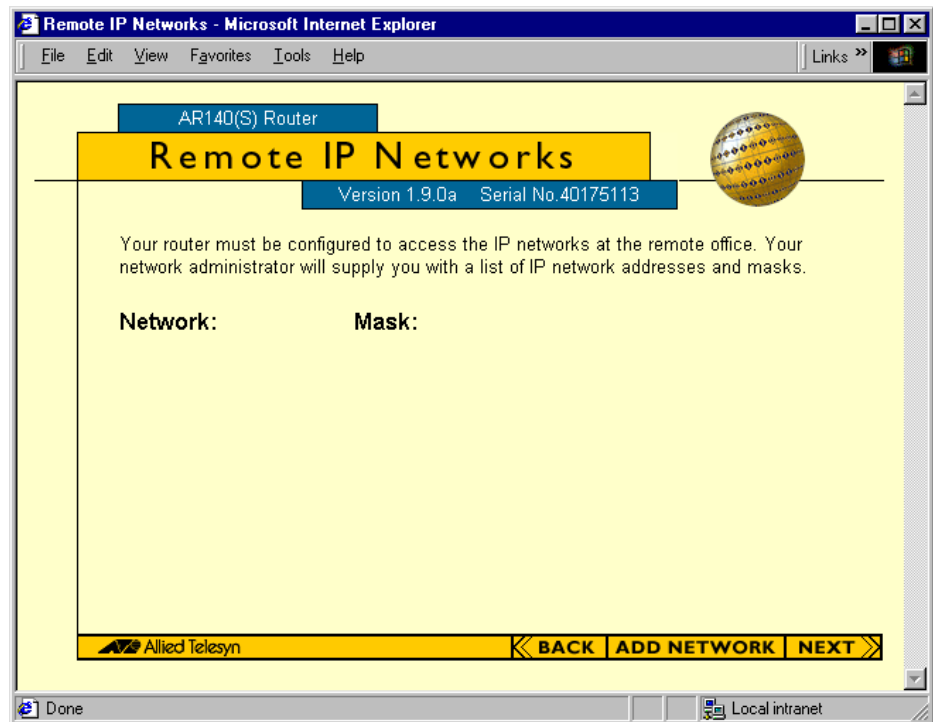 Remote IP Networks - Microsoft Internet Explorer
File Edit View Favorites Tools Help Links »
AR140(S) Router
Remote IP Networks
Version 1.9.0a Serial No.40175113
Your router must be configured to access the IP networks at the remote office. Your
network administrator will supply you with a list of IP network addresses and masks.
Network: Mask:
Allied Telesyn BACK ADD NETWORK NEXT
Done Local intranet